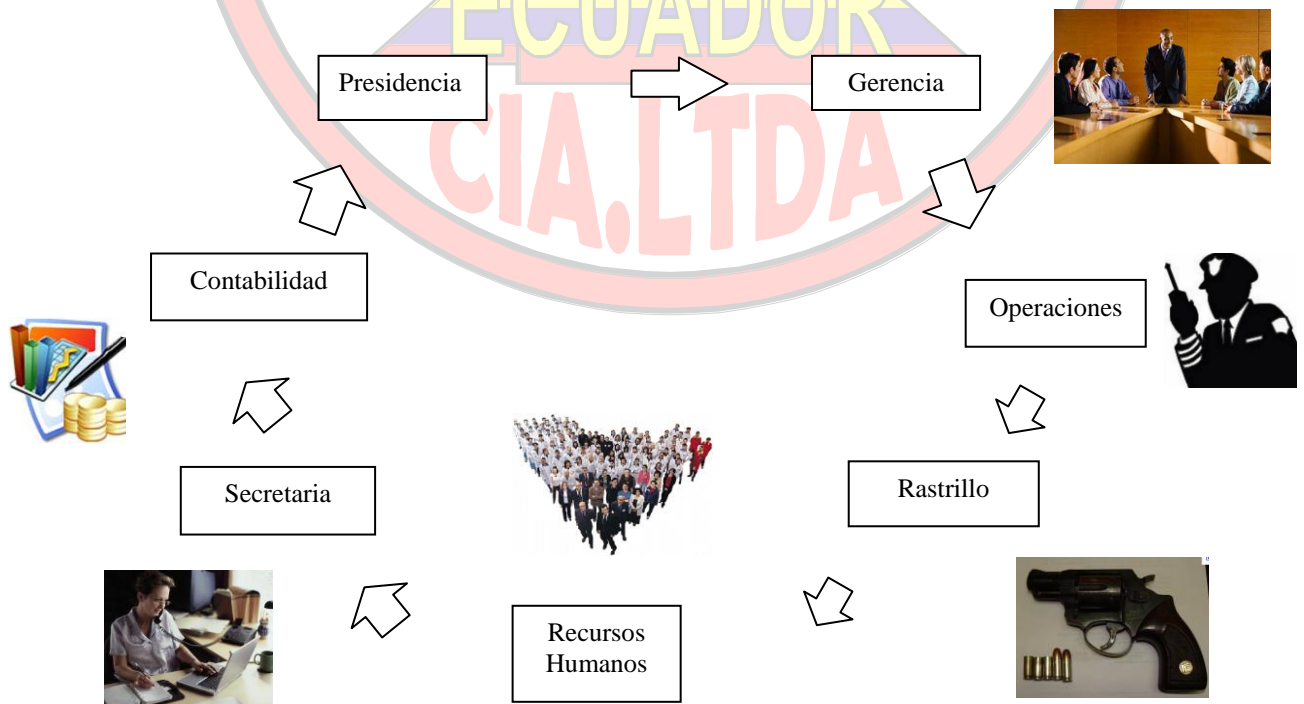 ECUADOR
CIA.LTDA
Presidencia
Gerencia
Contabilidad
Operaciones
Secretaria
Rastrillo
Recursos
Humanos